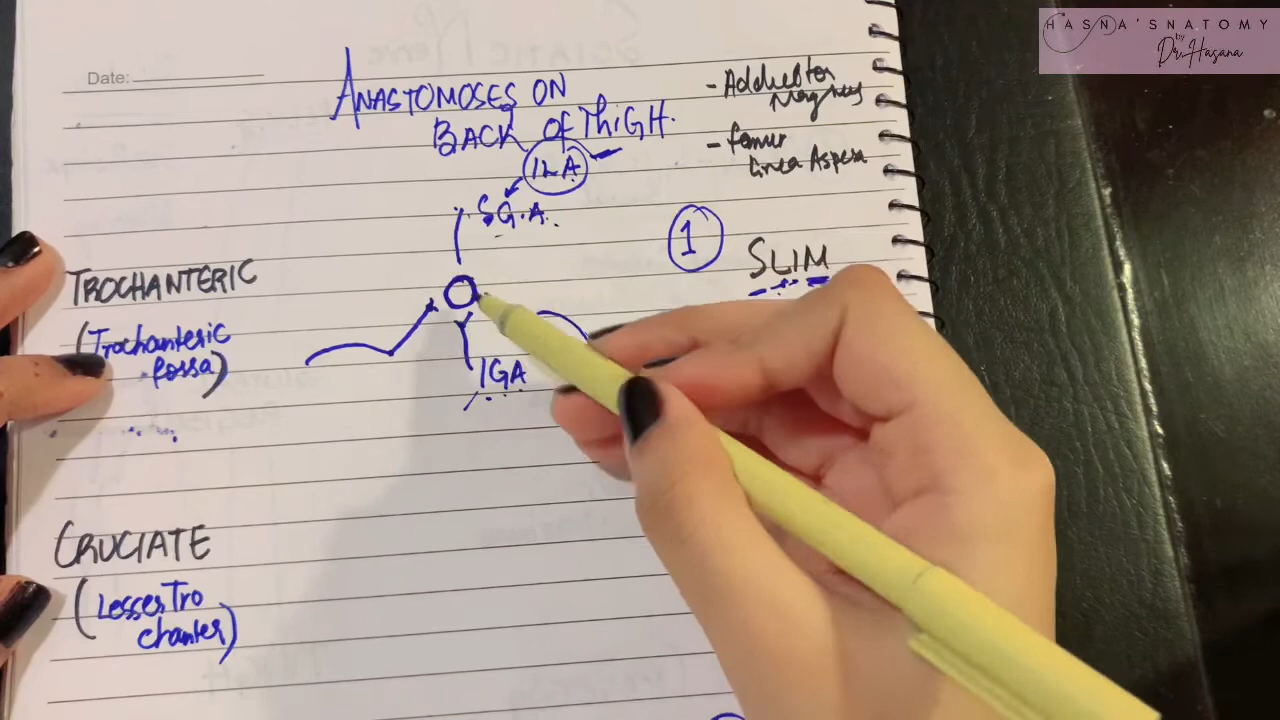 HASNA'SNATOMY
by
Dr. Hasana
Date:
ANASTOMOSES ON
BACK Of THiGH.
- Adductor
Magnus
- femur
linea Aspera
ILA
S.G.A.
1
SLIM
TROCHANTERIC
(Trochanteric
fossa)
IGA
CRUCIATE
(Lesser Tro
chanter)